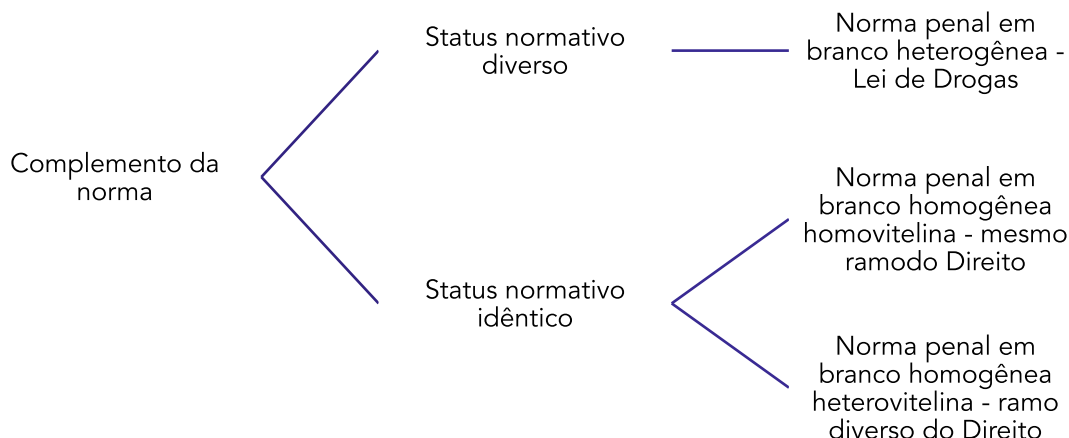 Complemento da
norma
Status normativo
diverso
Norma penal em
branco heterogênea -
Lei de Drogas
Status normativo
idêntico
Norma penal em
branco homogênea
homovitelina - mesmo
ramodo Direito
Norma penal em
branco homogênea
heterovitelina - ramo
diverso do Direito